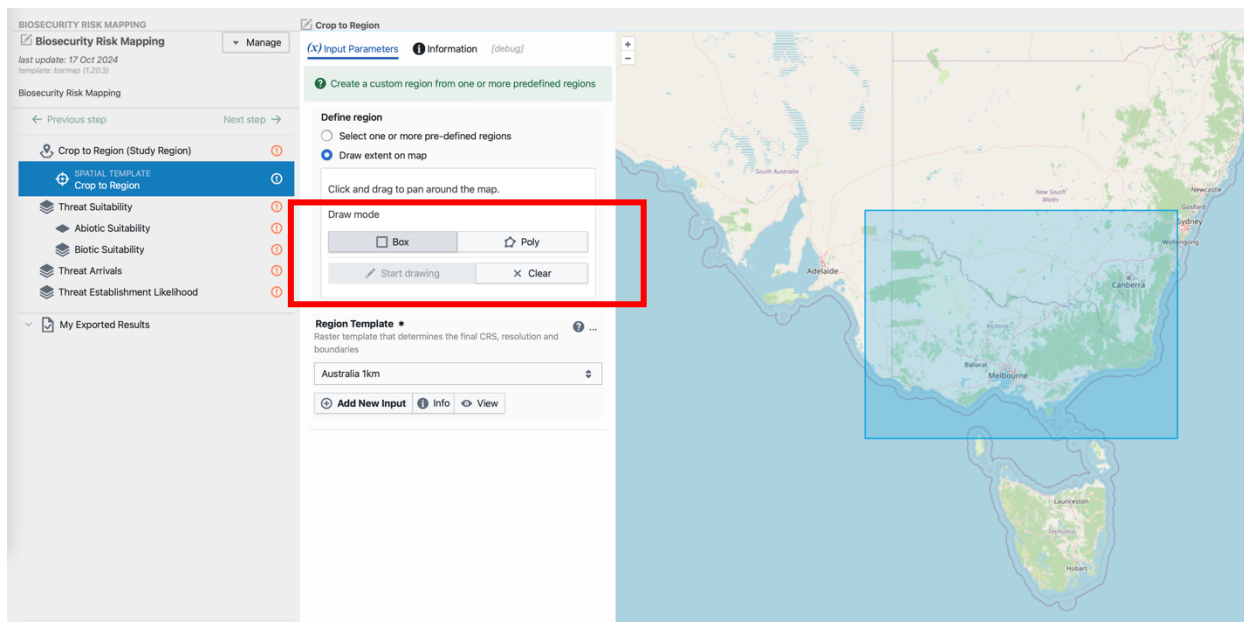 BIOSECURITY RISK MAPPING
Biosecurity Risk Mapping
Manage
last update: 17 Oct 2024
template: bsrmap (1.20.3)
Biosecurity Risk Mapping
← Previous step
Next step →
Crop to Region (Study Region)
SPATIAL TEMPLATE
Crop to Region
Threat Suitability
Abiotic Suitability
Biotic Suitability
Threat Arrivals
Threat Establishment Likelihood
My Exported Results
Crop to Region
(x) Input Parameters
Information
[debug]
Create a custom region from one or more predefined regions
Define region
Select one or more pre-defined regions
Draw extent on map
Click and drag to pan around the map.
Draw mode
Box
Poly
Start drawing
Clear
Region Template *
Raster template that determines the final CRS, resolution and
boundaries
...
Australia 1km
Add New Input
Info
View
+
-
South Australia
New South
Wales
Newcastle
Gosford
Sydney
Wollongong
Adelaide
Canberra
Victoria
Ballarat
Melbourne
Launceston
Tasmania
Hobart